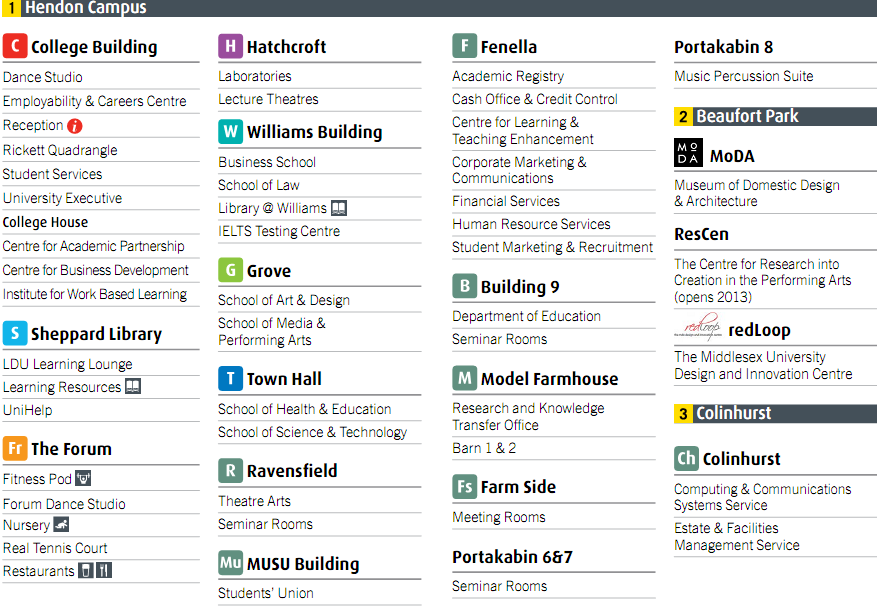 1 Hendon Campus
C College Building
Dance Studio
Employability & Careers Centre
Reception i
Rickett Quadrangle
Student Services
University Executive
College House
Centre for Academic Partnership
Centre for Business Development
Institute for Work Based Learning
S Sheppard Library
LDU Learning Lounge
Learning Resources
UniHelp
Fr The Forum
Fitness Pod
Forum Dance Studio
Nursery
Real Tennis Court
Restaurants
H Hatchcroft
Laboratories
Lecture Theatres
W Williams Building
Business School
School of Law
Library @ Williams
IELTS Testing Centre
G Grove
School of Art & Design
School of Media &
Performing Arts
T Town Hall
School of Health & Education
School of Science & Technology
R Ravensfield
Theatre Arts
Seminar Rooms
Mu MUSU Building
Students' Union
F Fenella
Academic Registry
Cash Office & Credit Control
Centre for Learning &
Teaching Enhancement
Corporate Marketing &
Communications
Financial Services
Human Resource Services
Student Marketing & Recruitment
B Building 9
Department of Education
Seminar Rooms
M Model Farmhouse
Research and Knowledge
Transfer Office
Barn 1 & 2
Fs Farm Side
Meeting Rooms
Portakabin 6&7
Seminar Rooms
Portakabin 8
Music Percussion Suite
2 Beaufort Park
MO
DA MoDA
Museum of Domestic Design
& Architecture
ResCen
The Centre for Research into
Creation in the Performing Arts
(opens 2013)
redloop redLoop
The Middlesex University
Design and Innovation Centre
3 Colinhurst
Ch Colinhurst
Computing & Communications
Systems Service
Estate & Facilities
Management Service